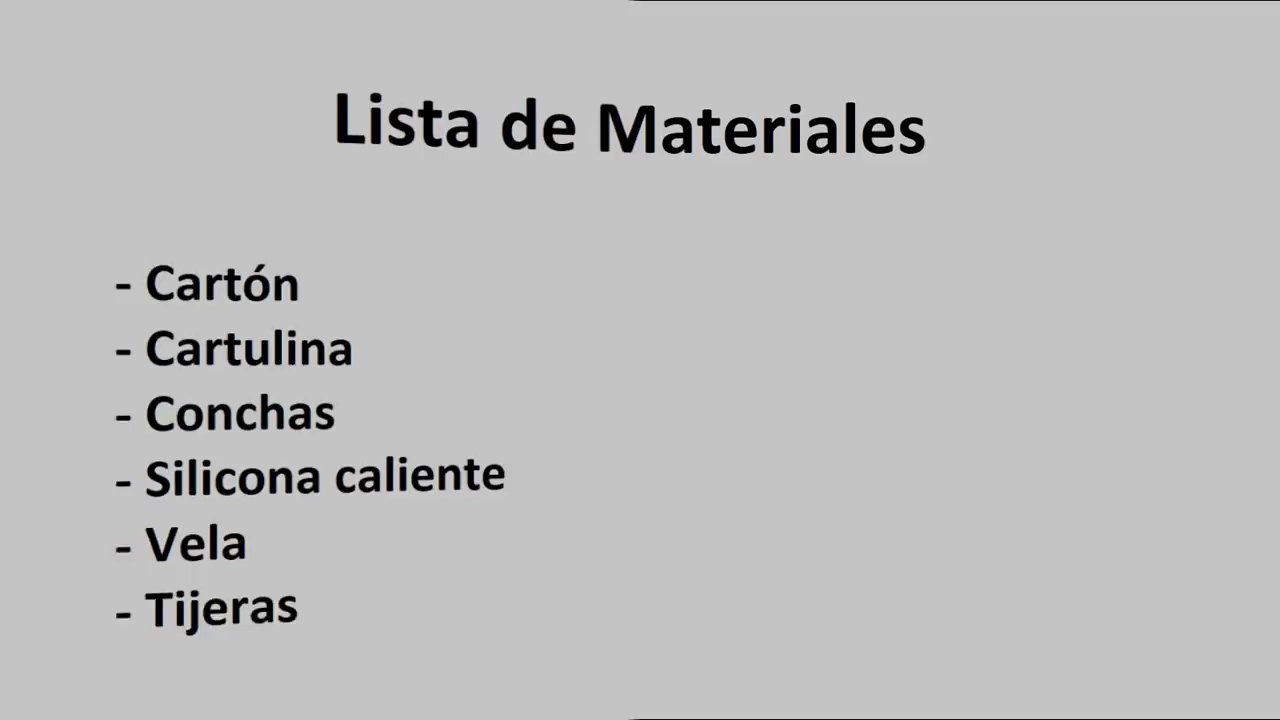 Lista de Materiales
- Cartón
- Cartulina
- Conchas
- Silicona caliente
- Vela
- Tijeras